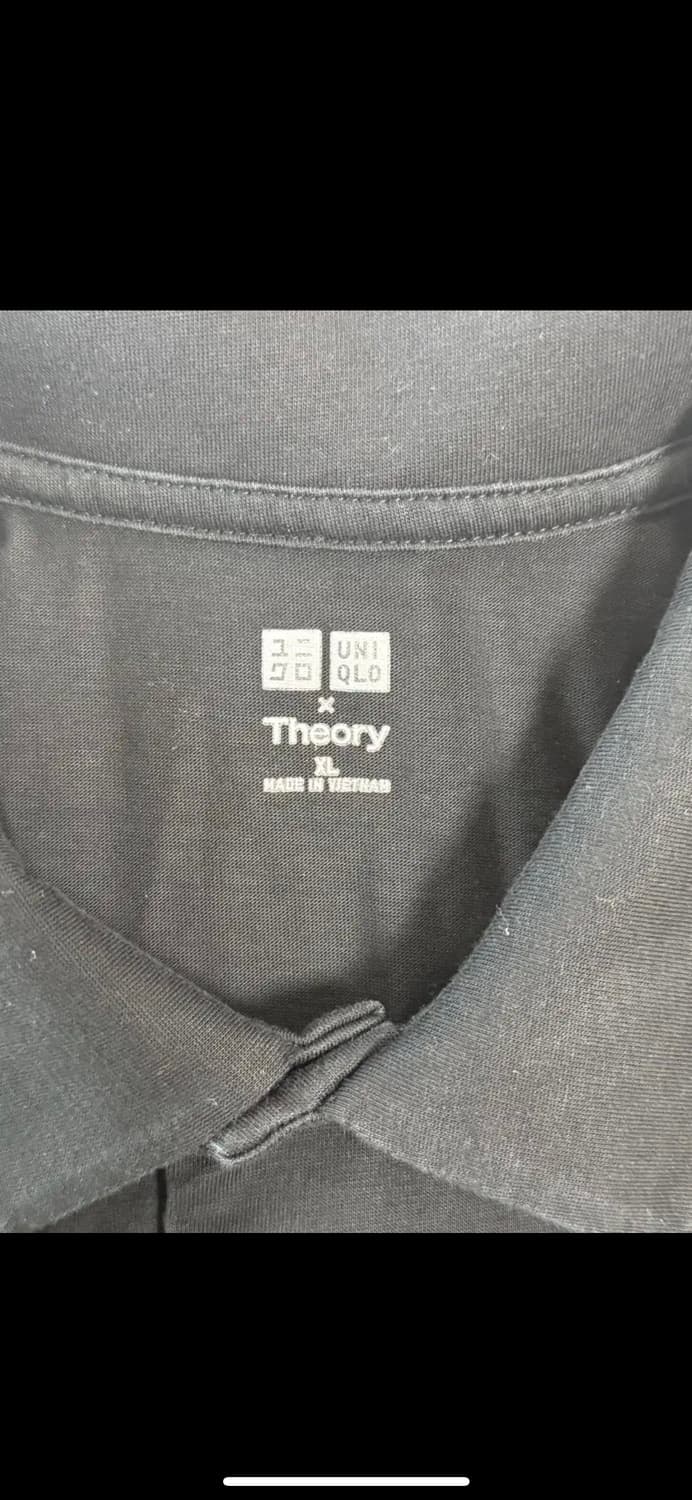 ユニ UNI
クロ QLO
×
Theory
XL
MADE IN VIETNAM